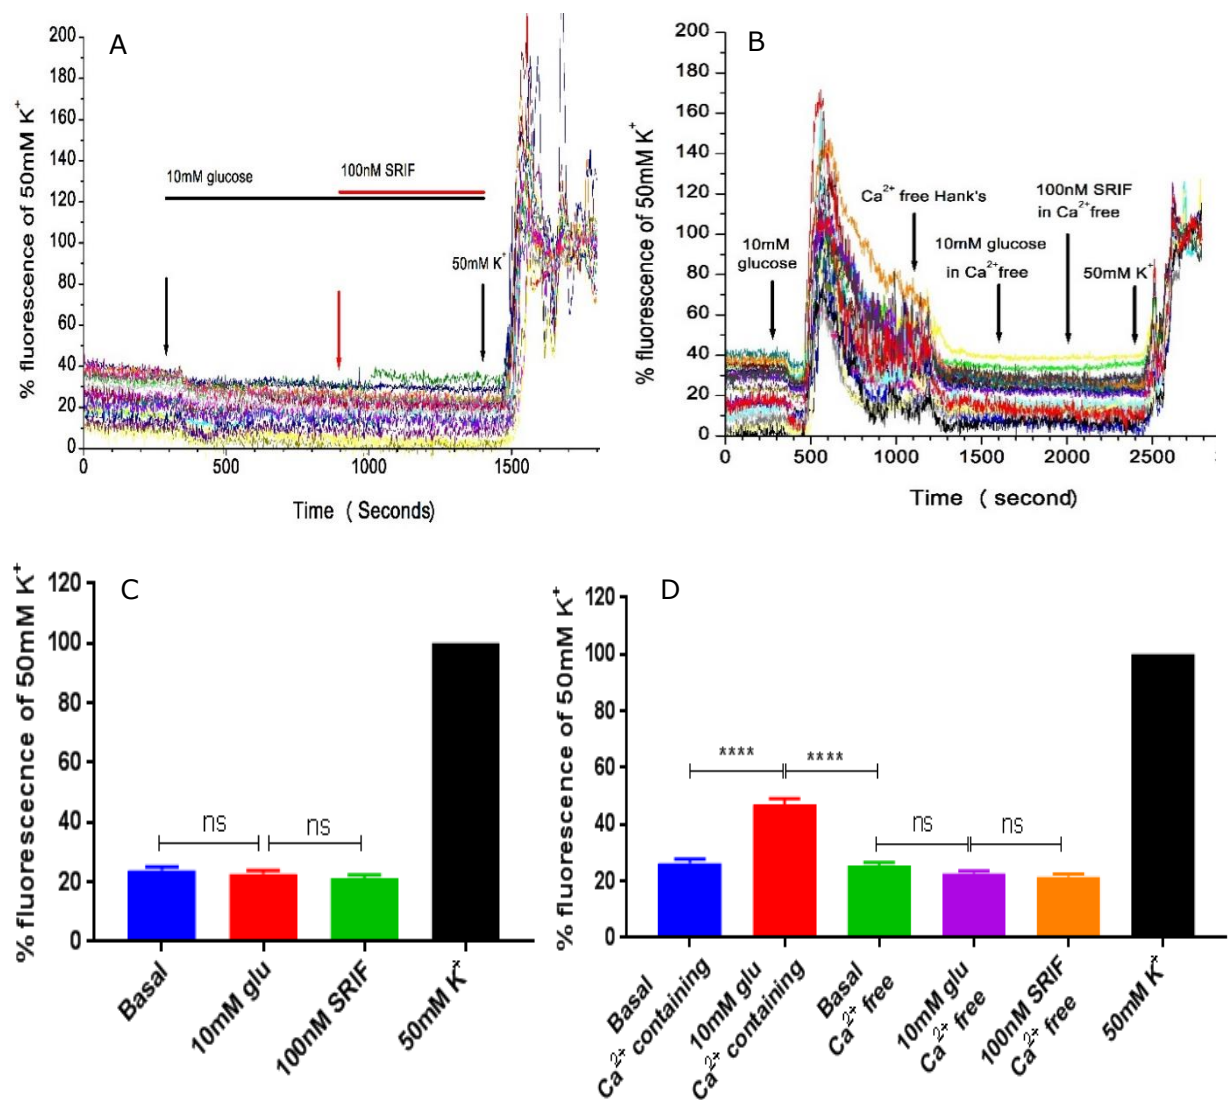 A
% fluorescence of 50mM K+
200
180
160
140
120
100
80
60
40
20
0
10mM glucose
100nM SRIF
50mM K+
0
500
1000
1500
Time ( Seconds)
B
% fluorescence of 50mM K+
200
180
160
140
120
100
80
60
40
20
0
10mM
glucose
Ca2+ free Hank's
10mM glucose
in Ca2+free
100nM SRIF
in Ca2+free
50mM K+
0
500
1000
1500
2000
2500
Time ( second)
C
% fluoresecnce of 50mM K+
120
100
80
60
40
20
0
ns
ns
Basal
10mM glu
100nM SRIF
50mM K+
D
% fluorescence of 50mM K+
120
100
80
60
40
20
0
****
****
ns
ns
Basal
Ca2+ containing
10mM glu
Ca2+ containing
Basal
Ca2+ free
10mM glu
Ca2+ free
100nM SRIF
Ca2+ free
50mM K+